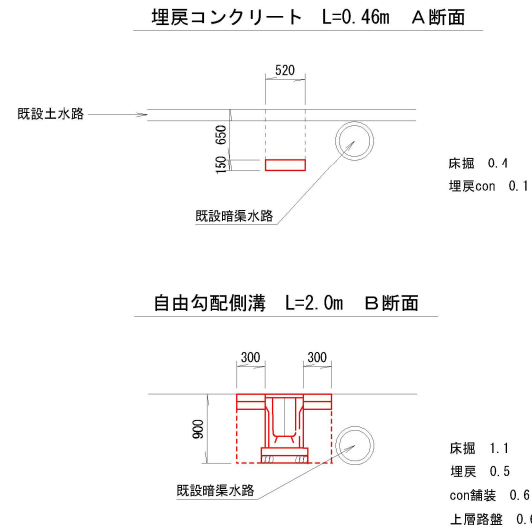 埋戻コンクリート L=0.46m A断面
520
既設土水路
650
150
床掘 0.4
埋戻con 0.1
既設暗渠水路
自由勾配側溝 L=2.0m B断面
300
300
900
既設暗渠水路
床掘 1.1
埋戻 0.5
con舗装 0.6
上層路盤